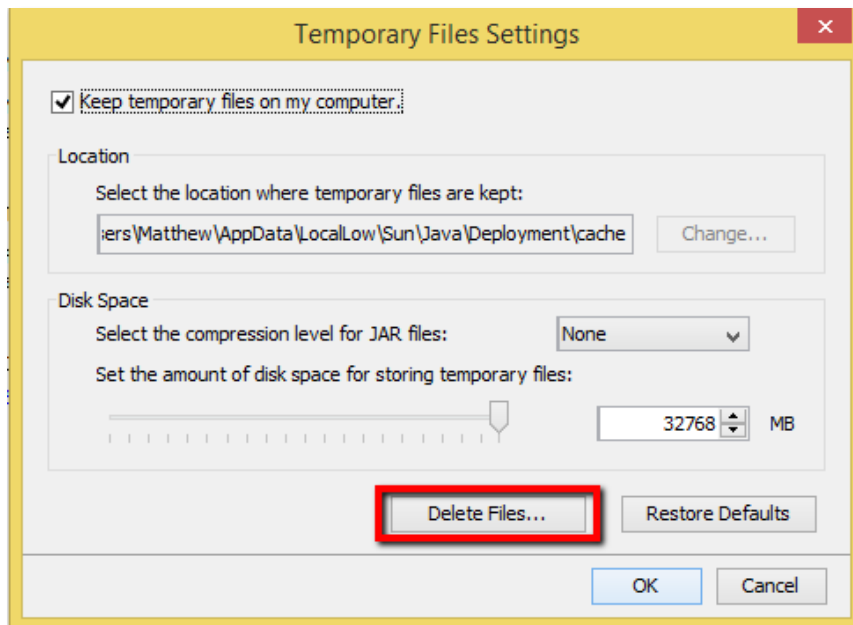 Temporary Files Settings
Keep temporary files on my computer.
Location
Select the location where temporary files are kept:
sers\Matthew\AppData\LocalLow\Sun\Java\Deployment\cache
Change...
Disk Space
Select the compression level for JAR files:
None
Set the amount of disk space for storing temporary files:
32768
MB
Delete Files...
Restore Defaults
OK
Cancel